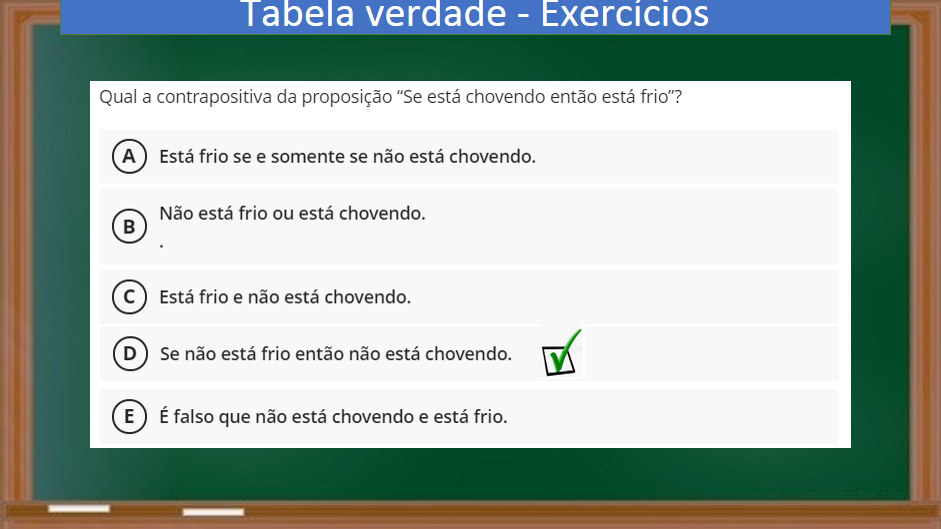 Tabela verdade - Exercícios
Qual a contrapositiva da proposição “Se está chovendo então está frio”?
A Está frio se e somente se não está chovendo.
B Não está frio ou está chovendo.
.
C Está frio e não está chovendo.
D Se não está frio então não está chovendo.
E É falso que não está chovendo e está frio.